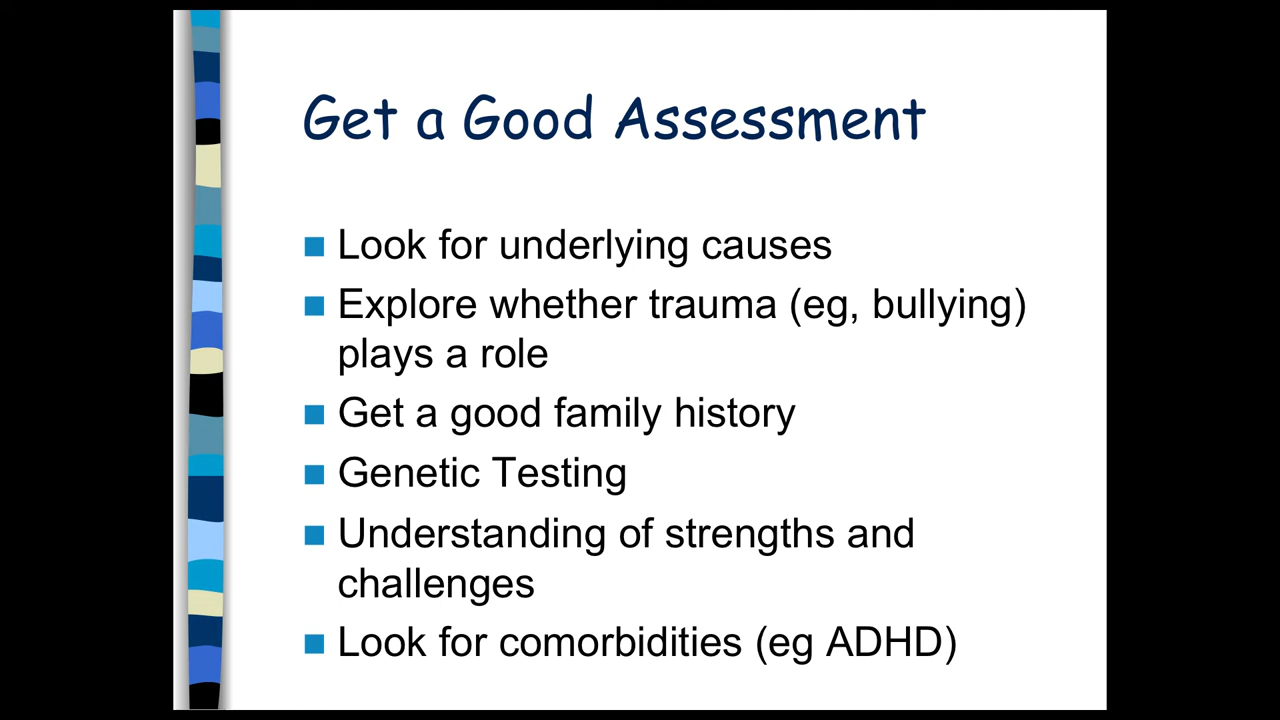 Get a Good Assessment
Look for underlying causes
Explore whether trauma (eg, bullying)
plays a role
Get a good family history
Genetic Testing
Understanding of strengths and
challenges
Look for comorbidities (eg ADHD)